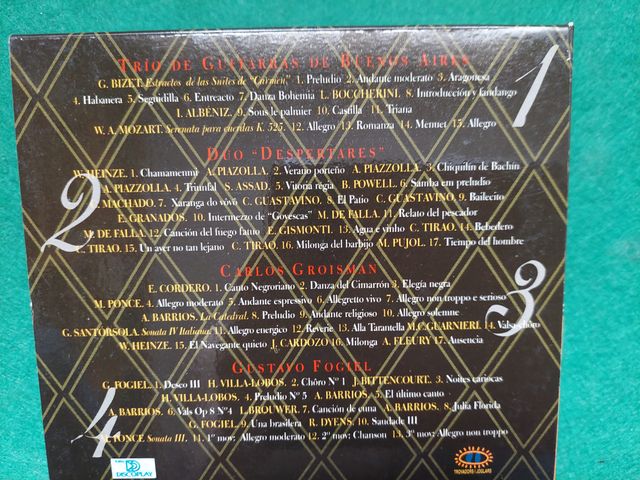 TRÍO DE GUITARRAS DE BUENOS AIRES
G. BIZET. Extractos de las Suites de "Carmen" 1. Preludio 2. Andante moderato 3. Aragonesa
4. Habanera 5. Seguidilla 6. Entreacto 7. Danza Bohemia L. BOCCHERINI. 8. Introducción y fandango
I. ALBÉNIZ. 9. Sous le palmier 10. Castilla 11. Triana
W. A. MOZART. Serenata para cuerdas K. 525. 12. Allegro 13. Romanza 14. Menuet 15. Allegro
1
DUO "DESPERTARES"
W. HEINZE. 1. Chamamemmi A. PIAZOLLA. 2. Verano porteño A. PIAZZOLLA. 3. Chiquilín de Bachín
A. PIAZZOLLA. 4. Triunfal S. ASSAD. 5. Vitoria regia B. POWELL. 6. Samba em preludio
MACHADO. 7. Xaranga do vovô C. GUASTAVINO. 8. El Patio C. GUASTAVINO. 9. Bailecito
E. GRANADOS. 10. Intermezzo de "Goyescas" M. DE FALLA. 11. Relato del pescador
M. DE FALLA. 12. Canción del fuego fatuo E. GISMONTI. 13. Agua e vinho C. TIRAO. 14. Bebedero
C. TIRAO. 15. Un ayer no tan lejano C. TIRAO. 16. Milonga del barbijo M. PUJOL. 17. Tiempo del hombre
2
CARLOS GROISMAN
E. CORDERO. 1. Canto Negroriano 2. Danza del Cimarrón 3. Elegía negra
M. PONCE. 4. Allegro moderato 5. Andante espressivo 6. Allegretto vivo 7. Allegro non troppo e serioso
A. BARRIOS. La Catedral. 8. Preludio 9. Andante religioso 10. Allegro solemne
G. SANTÓRSOLA. Sonata IV Italiana. 11. Allegro energico 12. Reverie 13. Alla Tarantella M.C. GUARNIERI. 14. Valsa-choro
W. HEINZE. 15. El Navegante quieto J. CARDOZO 16. Milonga A. FLEURY 17. Ausencia
3
GUSTAVO FOGIEL
G. FOGIEL. 1. Deseo III H. VILLA-LOBOS. 2. Chôro Nº 1 J. BITTENCOURT. 3. Noites cariocas
H. VILLA-LOBOS. 4. Preludio Nº 5 A. BARRIOS. 5. El último canto
A. BARRIOS. 6. Vals Op 8 Nº4 L. BROUWER. 7. Canción de cuna A. BARRIOS. 8. Julia Florida
G. FOGIEL. 9. Una brasilera R. DYENS. 10. Saudade III
M. PONCE Sonata III. 11. 1º mov: Allegro moderato 12. 2º mov: Chanson 13. 3º mov: Allegro non troppo
4
DISCOPLAY
TROVADORS I JOGLARS